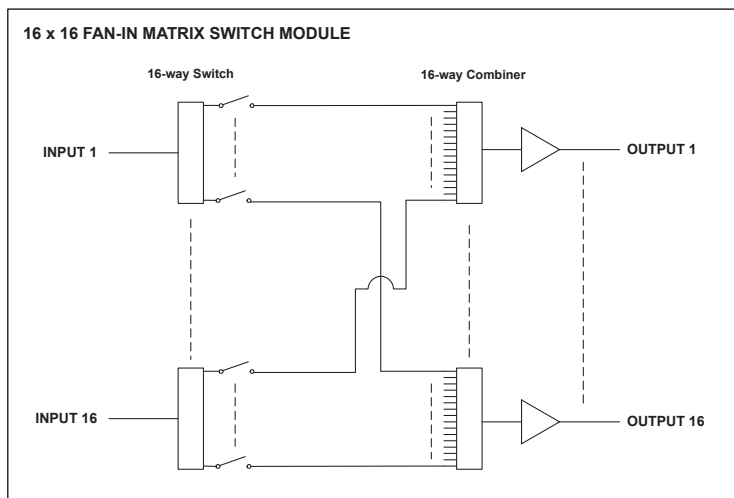 16 x 16 FAN-IN MATRIX SWITCH MODULE
16-way Switch
16-way Combiner
INPUT 1
OUTPUT 1
INPUT 16
OUTPUT 16